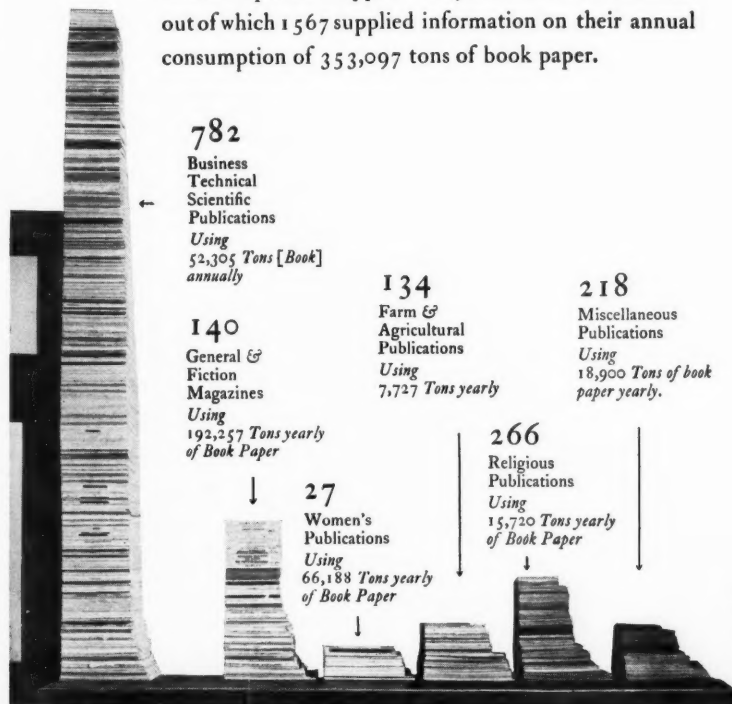 out of which 1567 supplied information on their annual
consumption of 353,097 tons of book paper.
782
Business
Technical
Scientific
Publications
Using
52,305 Tons [Book]
annually
140
General &
Fiction
Magazines
Using
192,257 Tons yearly
of Book Paper
27
Women's
Publications
Using
66,188 Tons yearly
of Book Paper
134
Farm &
Agricultural
Publications
Using
7,727 Tons yearly
266
Religious
Publications
Using
15,720 Tons yearly
of Book Paper
218
Miscellaneous
Publications
Using
18,900 Tons of book
paper yearly.